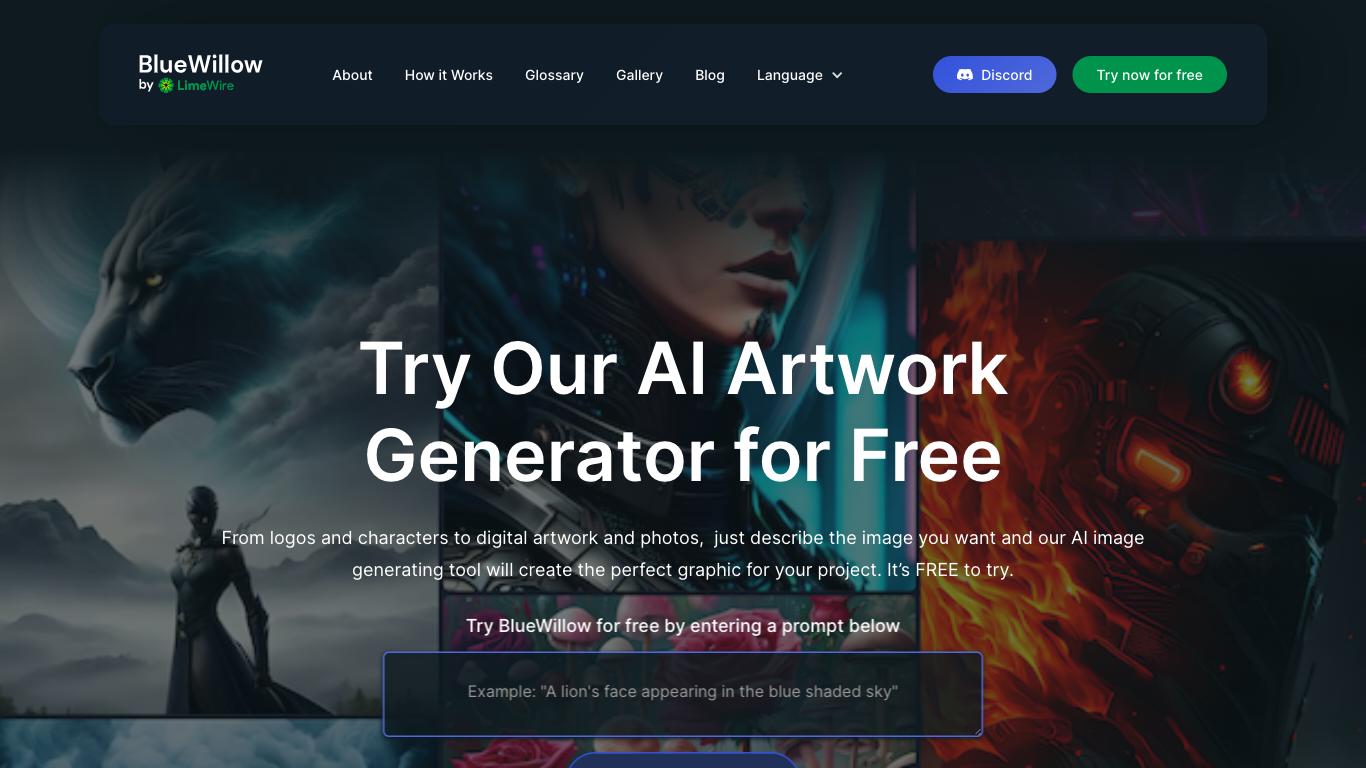 BlueWillow
by LimeWire
About
How it Works
Glossary
Gallery
Blog
Language
Discord
Try now for free
Try Our AI Artwork
Generator for Free
From logos and characters to digital artwork and photos,  just describe the image you want and our AI image
generating tool will create the perfect graphic for your project. It’s FREE to try.
Try BlueWillow for free by entering a prompt below
Example: "A lion's face appearing in the blue shaded sky"